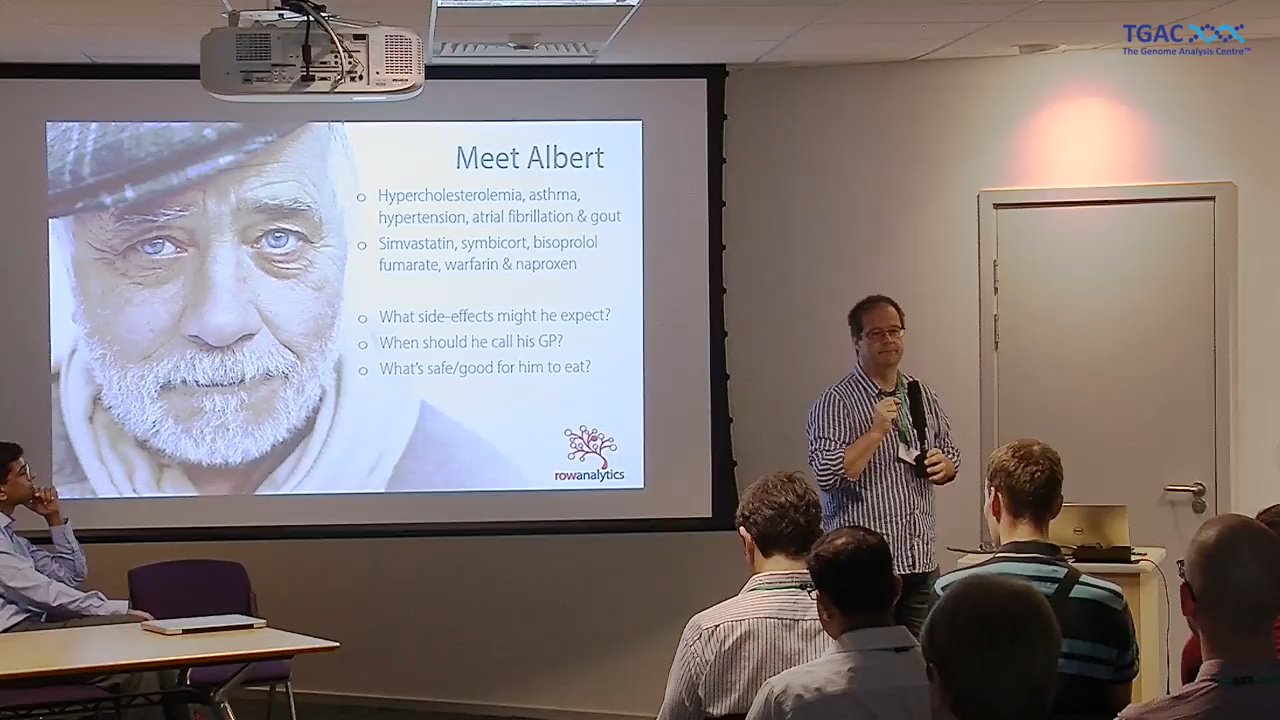 TGAC
The Genome Analysis Centre™
Meet Albert
Hypercholesterolemia, asthma,
hypertension, atrial fibrillation & gout
Simvastatin, symbicort, bisoprolol
fumarate, warfarin & naproxen
What side-effects might he expect?
When should he call his GP?
What's safe/good for him to eat?
rowanalytics
DELL